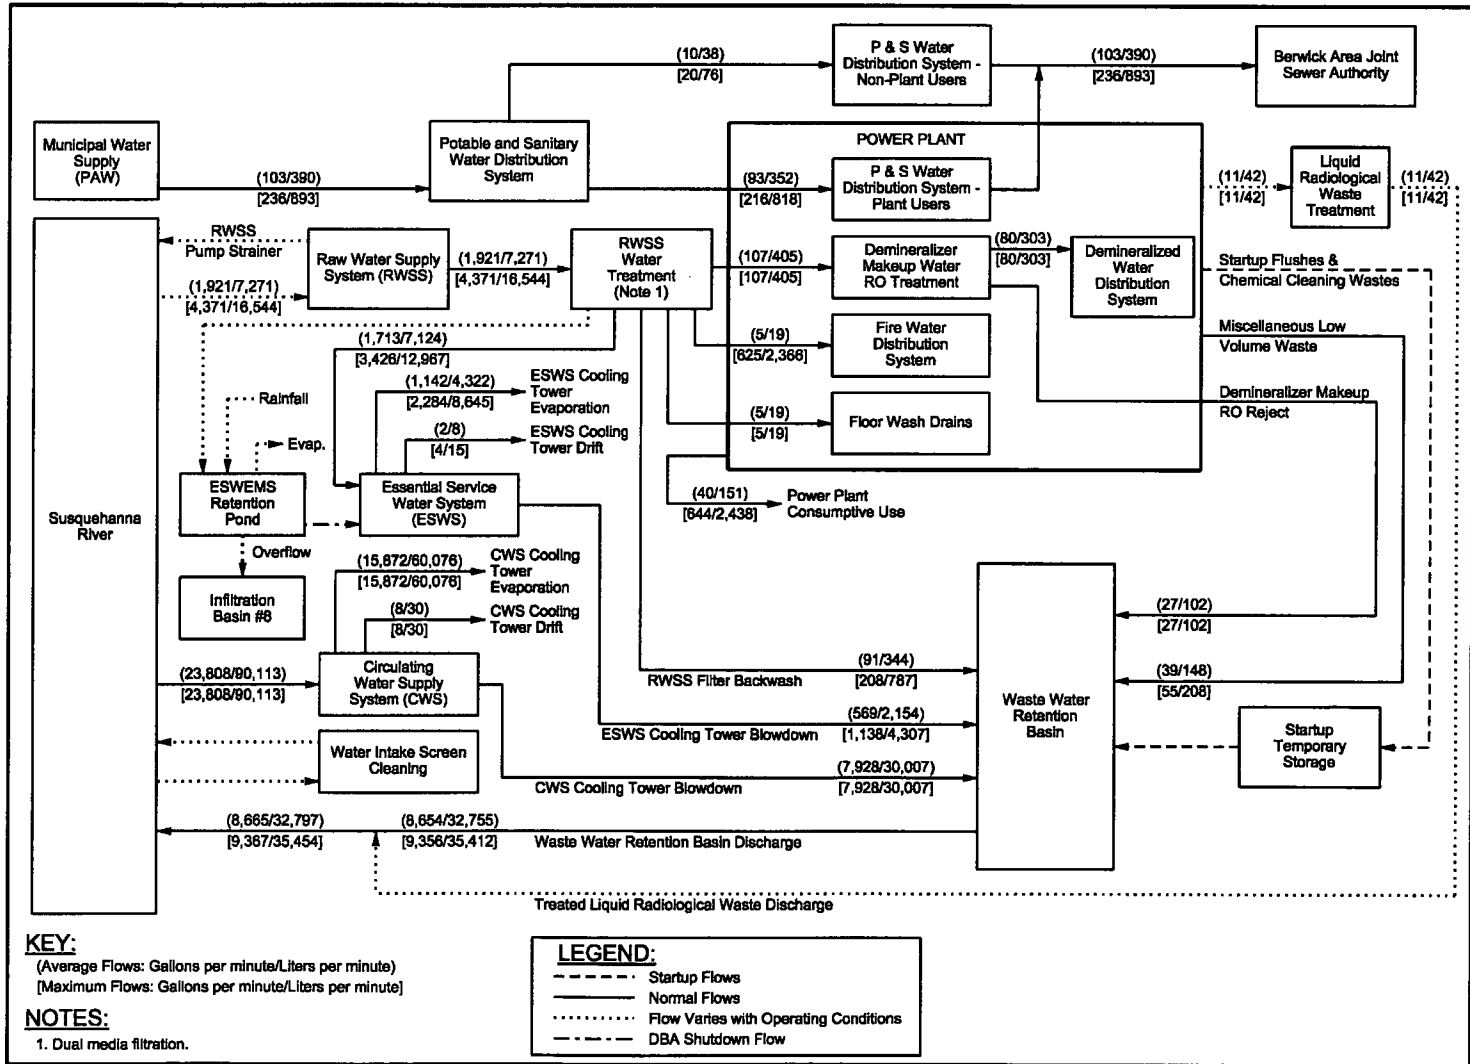 (10/38)
[20/76]
P & S Water
Distribution System -
Non-Plant Users
(103/390)
[236/893]
Berwick Area Joint
Sewer Authority
Municipal Water
Supply
(PAW)
(103/390)
[236/893]
Potable and Sanitary
Water Distribution
System
POWER PLANT
(93/352)
[216/818]
P & S Water
Distribution System -
Plant Users
(11/42)
[11/42]
Liquid
Radiological
Waste
Treatment
(11/42)
[11/42]
RWSS
Pump Strainer
(1,921/7,271)
[4,371/16,544]
Raw Water Supply
System (RWSS)
(1,921/7,271)
[4,371/16,544]
RWSS
Water
Treatment
(Note 1)
(107/405)
[107/405]
Demineralizer
Makeup Water
RO Treatment
(80/303)
[80/303]
Demineralized
Water
Distribution
System
Startup Flushes &
Chemical Cleaning Wastes
(1,713/7,124)
[3,426/12,967]
(5/19)
[625/2,366]
Fire Water
Distribution
System
Miscellaneous Low
Volume Waste
(1,142/4,322)
[2,284/8,645]
ESWS Cooling
Tower
Evaporation
Demineralizer Makeup
RO Reject
Rainfall
Evap.
(2/8)
[4/15]
ESWS Cooling
Tower Drift
(5/19)
[5/19]
Floor Wash Drains
Susquehanna
River
ESWEMS
Retention
Pond
Essential Service
Water System
(ESWS)
(40/151)
[644/2,438]
Power Plant
Consumptive Use
Overflow
Infiltration
Basin #8
(15,872/60,076)
[15,872/60,076]
CWS Cooling
Tower
Evaporation
(8/30)
[8/30]
CWS Cooling
Tower Drift
(27/102)
[27/102]
(23,808/90,113)
[23,808/90,113]
Circulating
Water Supply
System (CWS)
(91/344)
RWSS Filter Backwash
[208/787]
(39/148)
[55/208]
Waste Water
Retention
Basin
(569/2,154)
ESWS Cooling Tower Blowdown
[1,138/4,307]
Startup
Temporary
Storage
Water Intake Screen
Cleaning
(7,928/30,007)
CWS Cooling Tower Blowdown
[7,928/30,007]
(8,665/32,797)
[9,367/35,454]
(8,654/32,755)
[9,356/35,412]
Waste Water Retention Basin Discharge
Treated Liquid Radiological Waste Discharge
KEY:
(Average Flows: Gallons per minute/Liters per minute)
[Maximum Flows: Gallons per minute/Liters per minute]
NOTES:
1. Dual media filtration.
LEGEND:
Startup Flows
Normal Flows
Flow Varies with Operating Conditions
DBA Shutdown Flow